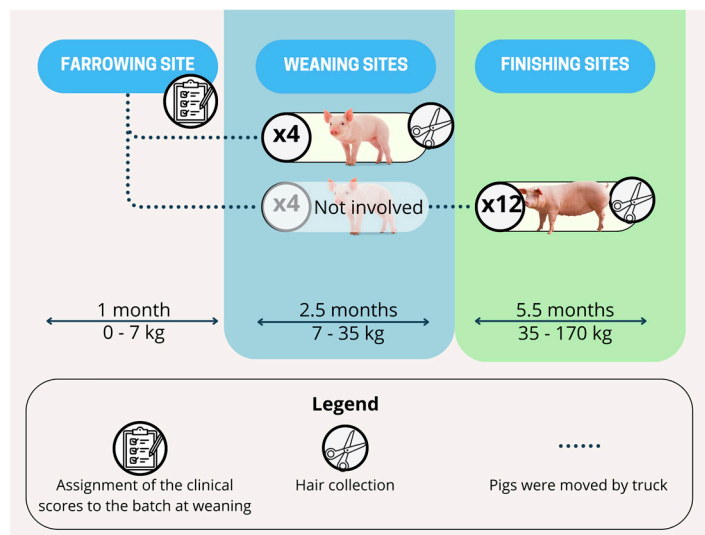 FARROWING SITE
WEANING SITES
FINISHING SITES
x4
x4 Not involved
x12
1 month
0 - 7 kg
2.5 months
7 - 35 kg
5.5 months
35 - 170 kg
Legend
Assignment of the clinical
scores to the batch at weaning
Hair collection
Pigs were moved by truck